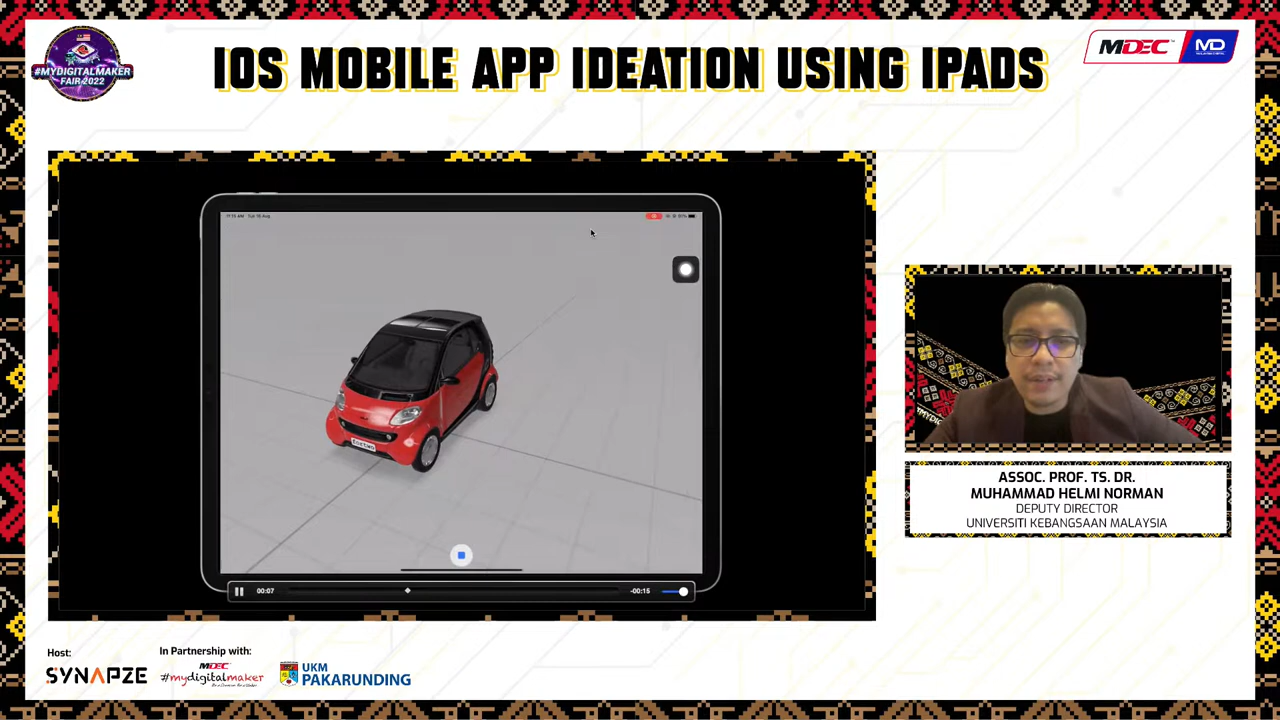 #MYDIGITALMAKER
FAIR 2022
IOS MOBILE APP IDEATION USING IPADS
MDEC
MD
00:07
-00:15
ASSOC. PROF. TS. DR.
MUHAMMAD HELMI NORMAN
DEPUTY DIRECTOR
UNIVERSITI KEBANGSAAN MALAYSIA
Host:
SYNAPZE
In Partnership with:
MDEC
#mydigitalmaker
UKM
PAKARUNDING